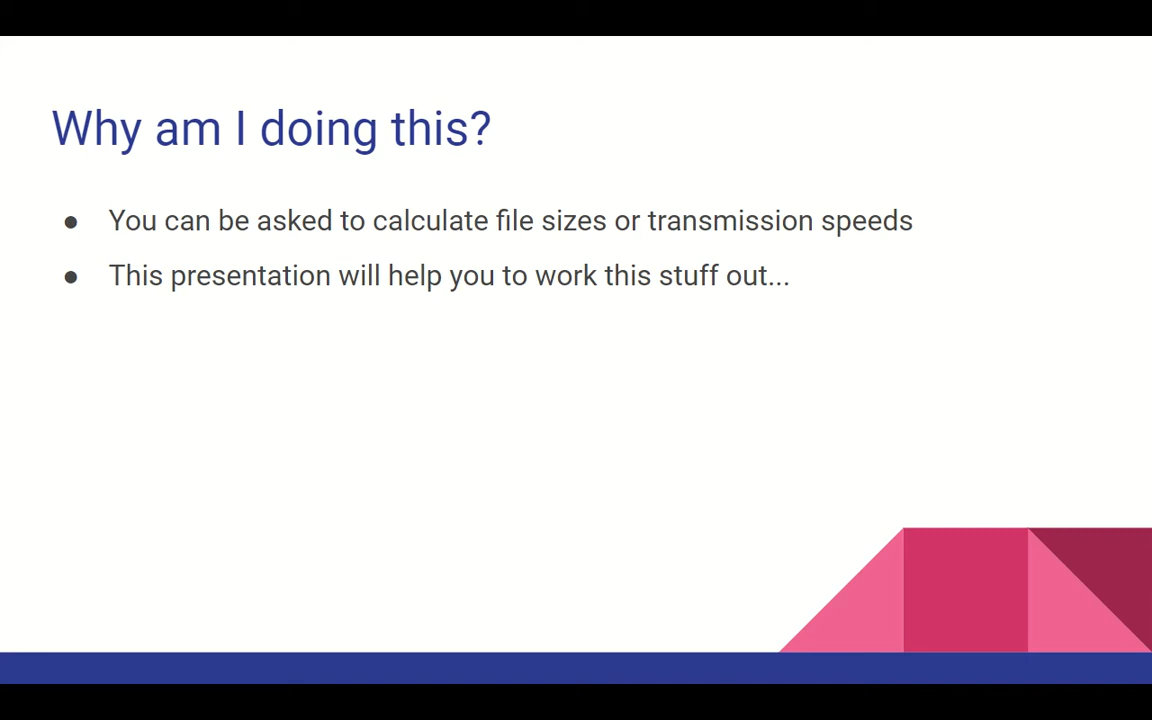 Why am I doing this?
● You can be asked to calculate file sizes or transmission speeds
● This presentation will help you to work this stuff out...